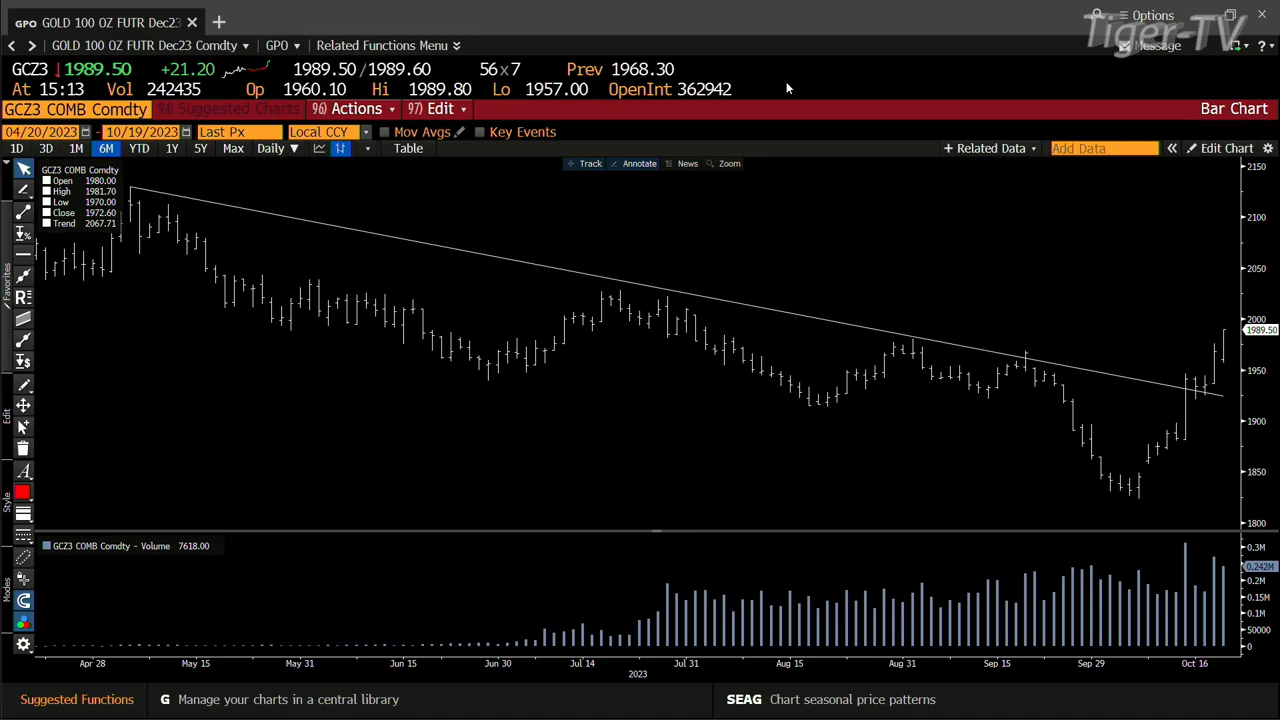 GPO GOLD 100 OZ FUTR Dec23
Options
Tiger-TV
GOLD 100 OZ FUTR Dec23 Comdty GPO Related Functions Menu
Message
GCZ3 1989.50 +21.20 1989.50/1989.60 56x7 Prev 1968.30
At 15:13 Vol 242435 Op 1960.10 Hi 1989.80 Lo 1957.00 OpenInt 362942
GCZ3 COMB Comdty 94) Suggested Charts 96) Actions 97) Edit Bar Chart
04/20/2023 - 10/19/2023 Last Px Local CCY Mov Avgs Key Events
1D 3D 1M 6M YTD 1Y 5Y Max Daily ▼ Table + Related Data Add Data « Edit Chart
Track Annotate News Zoom
GCZ3 COMB Comdty
Open 1980.00
High 1981.70
Low 1970.00
Close 1972.60
Trend 2067.71
2150
2100
2050
2000
1989.50
1950
1900
1850
1800
Favorites
Edit
Style
Modes
GCZ3 COMB Comdty - Volume 7618.00
0.3M
0.242M
0.2M
0.15M
0.1M
50000
0
Apr 28 May 15 May 31 Jun 15 Jun 30 Jul 14 Jul 31 Aug 15 Aug 31 Sep 15 Sep 29 Oct 16
2023
Suggested Functions G Manage your charts in a central library SEAG Chart seasonal price patterns